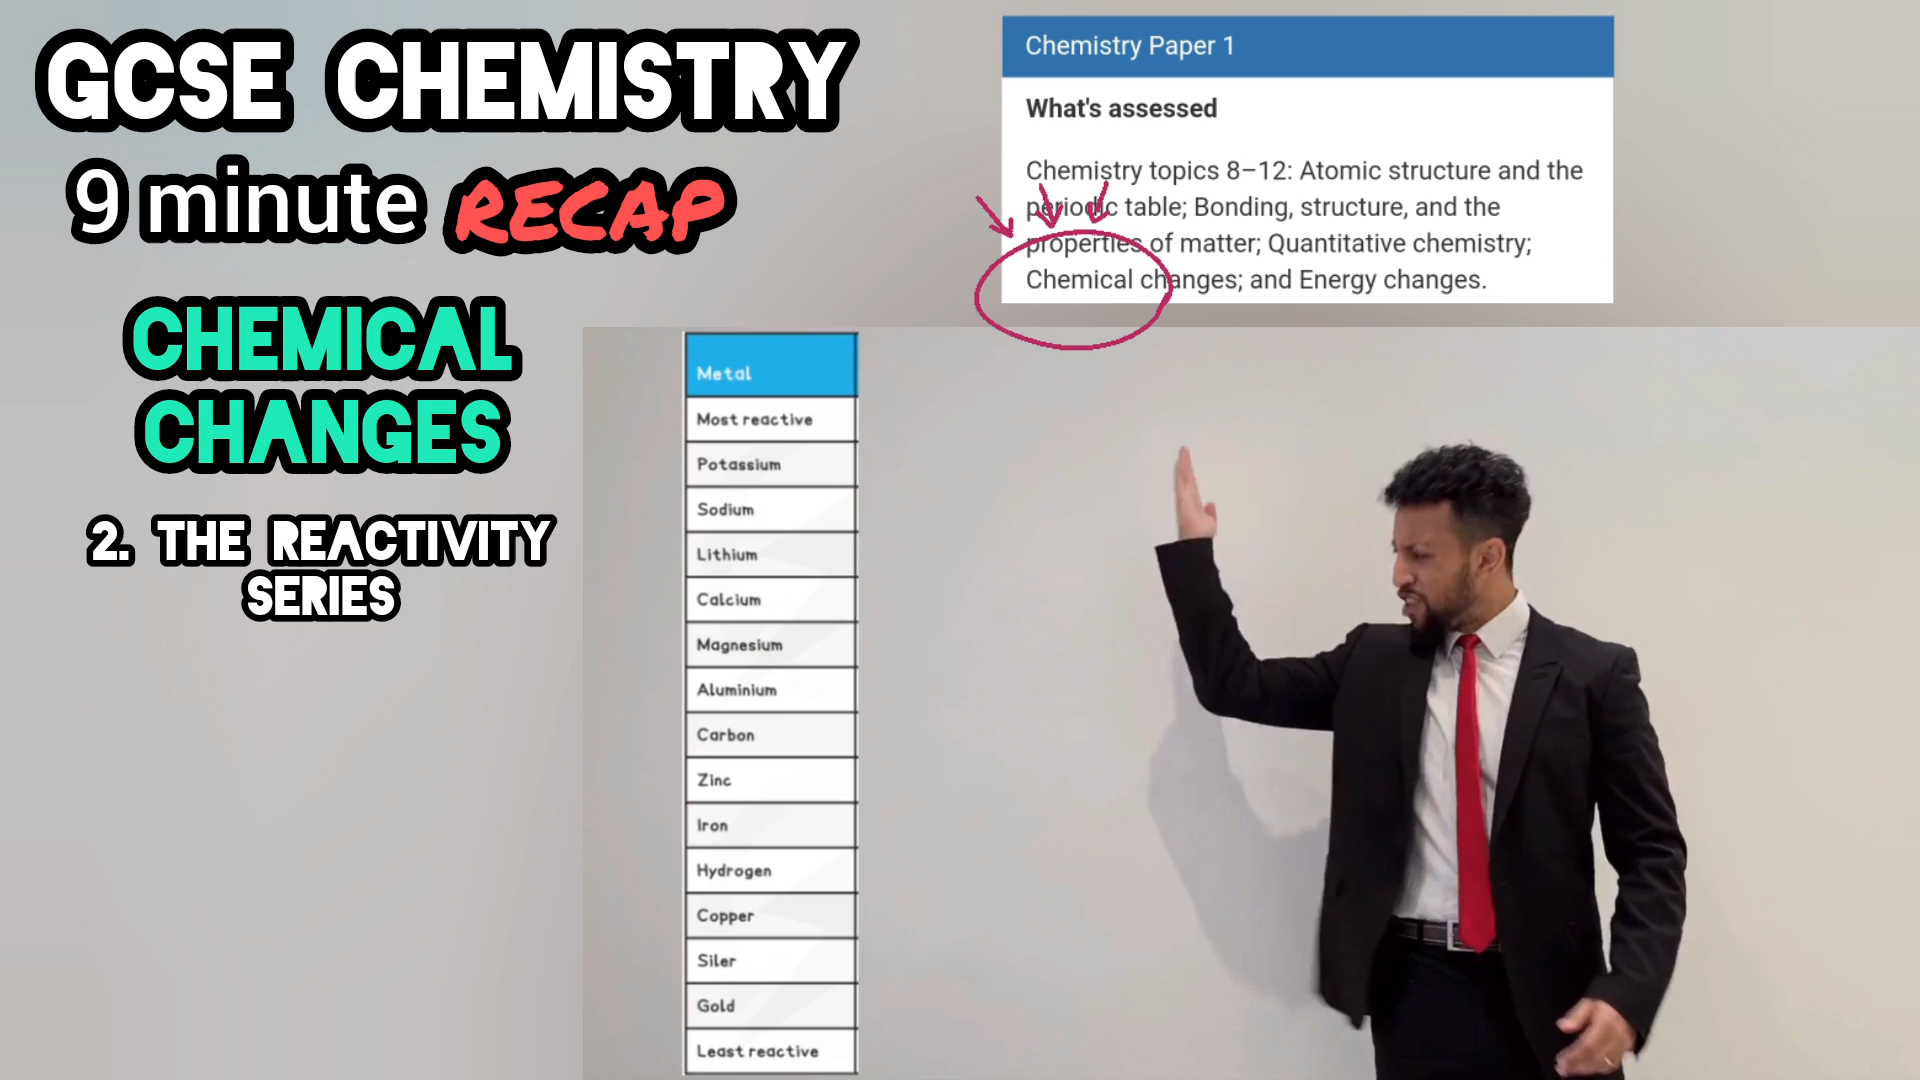 GCSE CHEMISTRY
9 minute RECAP
CHEMICAL
CHANGES
2. THE REACTIVITY
SERIES
Chemistry Paper 1
What's assessed
Chemistry topics 8–12: Atomic structure and the
periodic table; Bonding, structure, and the
properties of matter; Quantitative chemistry;
Chemical changes; and Energy changes.
Metal
Most reactive
Potassium
Sodium
Lithium
Calcium
Magnesium
Aluminium
Carbon
Zinc
Iron
Hydrogen
Copper
Siler
Gold
Least reactive